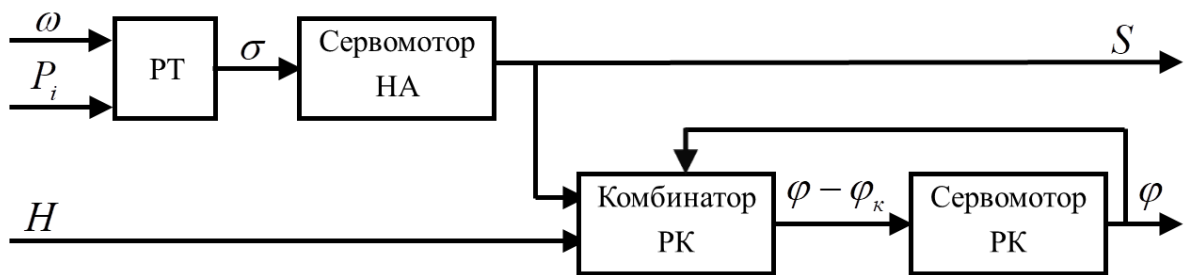 ω
P_i
РТ
σ
Сервомотор
НА
S
H
Комбинатор
РК
φ − φ_к
Сервомотор
РК
φ